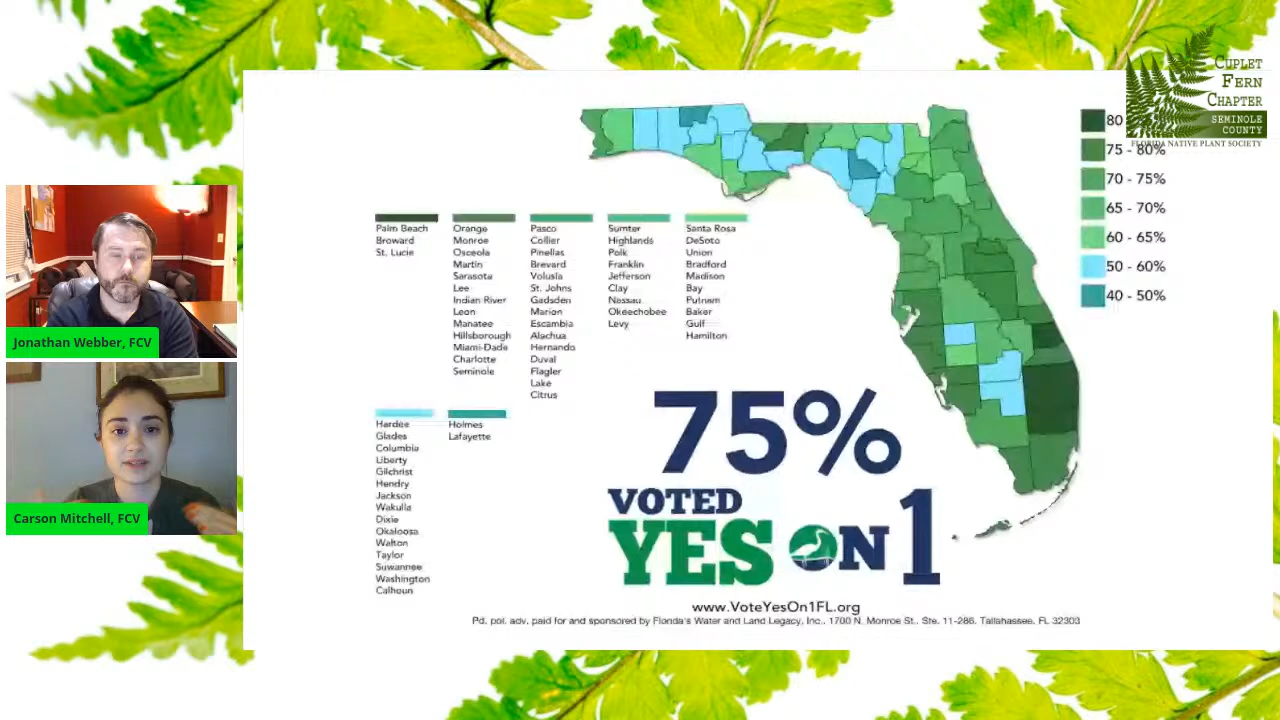 CUPLET
FERN
CHAPTER
SEMINOLE
COUNTY
FLORIDA NATIVE PLANT SOCIETY
80
75 - 80%
70 - 75%
65 - 70%
60 - 65%
50 - 60%
40 - 50%
Palm Beach
Broward
St. Lucie
Orange
Monroe
Osceola
Martin
Sarasota
Lee
Indian River
Leon
Manatee
Hillsborough
Miami-Dade
Charlotte
Seminole
Pasco
Collier
Pinellas
Brevard
Volusia
St. Johns
Gadsden
Marion
Escambia
Alachua
Hernando
Duval
Flagler
Lake
Citrus
Sumter
Highlands
Polk
Franklin
Jefferson
Clay
Nassau
Okeechobee
Levy
Santa Rosa
DeSoto
Union
Bradford
Madison
Bay
Putnam
Baker
Gulf
Hamilton
Hardee
Glades
Columbia
Liberty
Gilchrist
Hendry
Jackson
Wakulla
Dixie
Okaloosa
Walton
Taylor
Suwannee
Washington
Calhoun
Holmes
Lafayette
75%
VOTED
YES ON 1
www.VoteYesOn1FL.org
Pd. pol. adv. paid for and sponsored by Florida's Water and Land Legacy, Inc., 1700 N. Monroe St., Ste. 11-286, Tallahassee, FL 32303
Jonathan Webber, FCV
Carson Mitchell, FCV